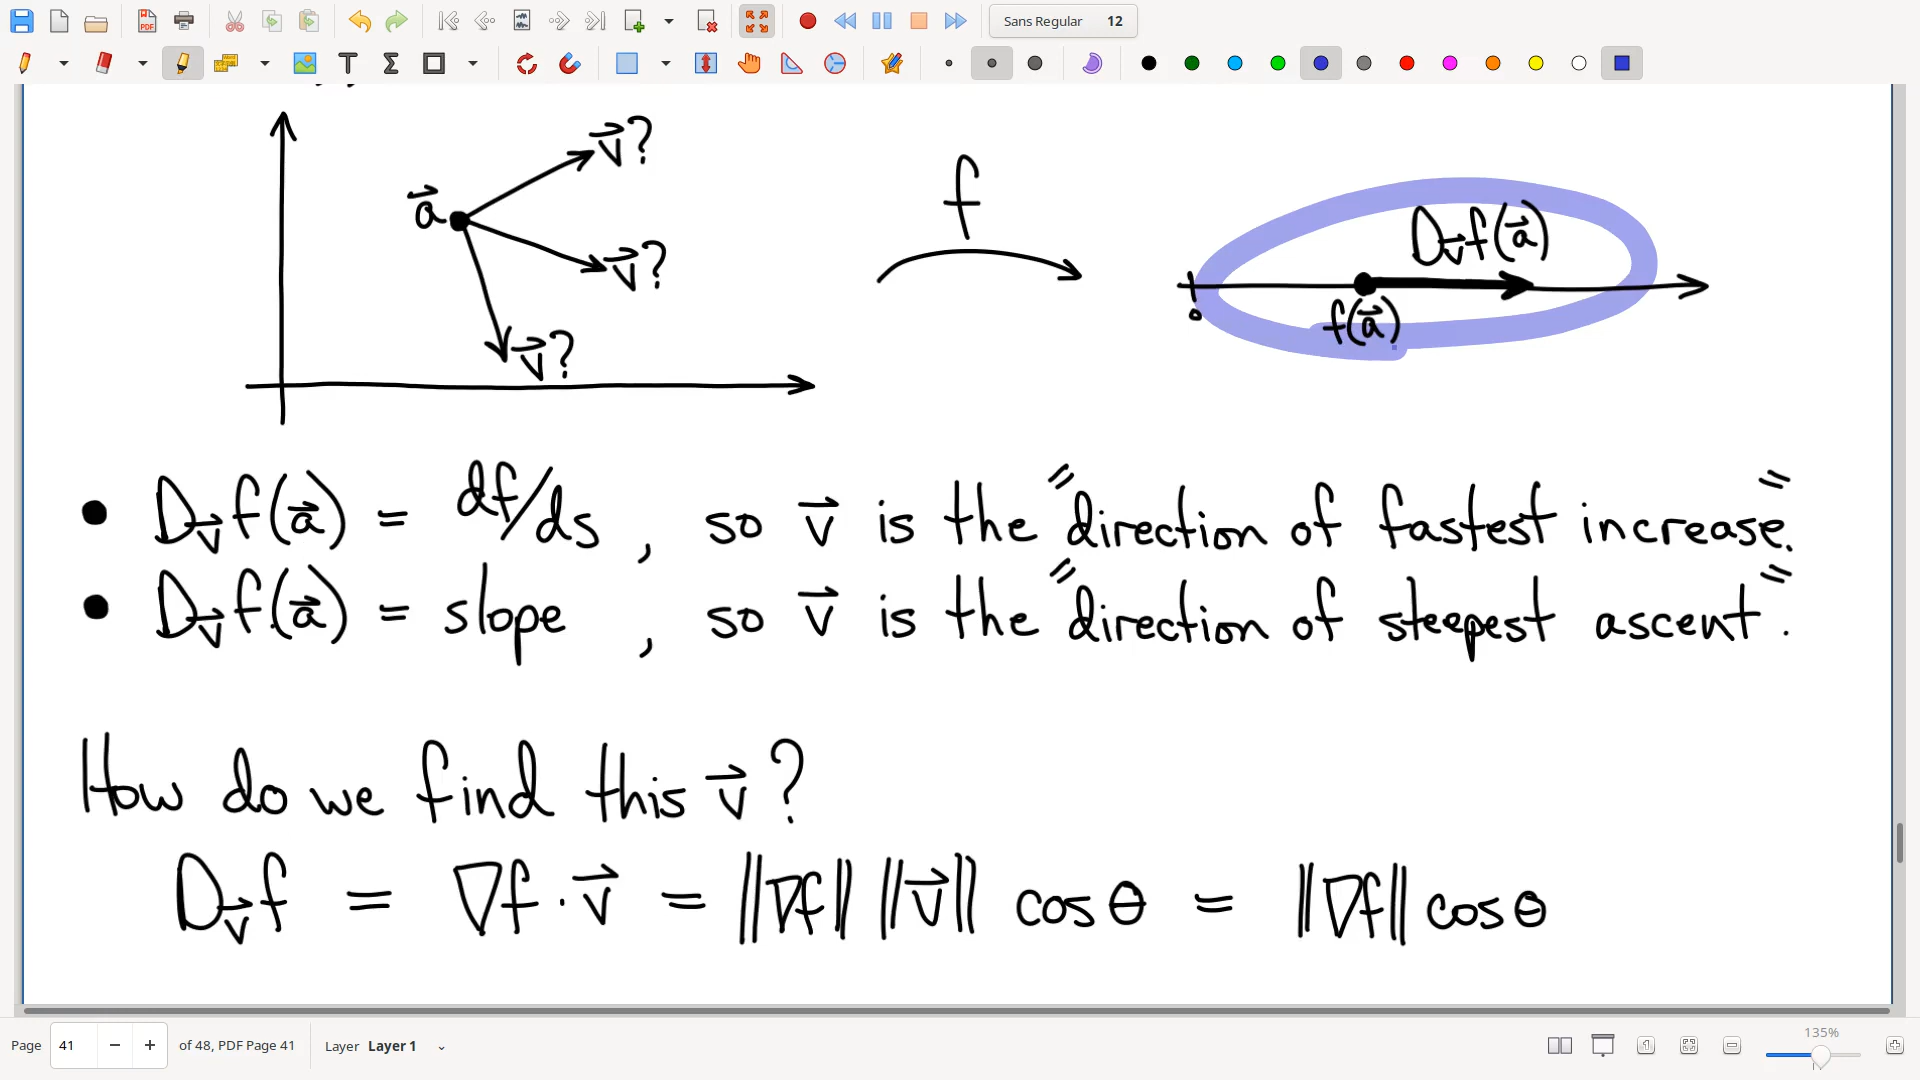 Sans Regular 12
a⃗
v⃗?
v⃗?
v⃗?
f
D_v⃗ f(a⃗)
0
f(a⃗)
• D_v⃗ f(a⃗) = df/ds , so v⃗ is the "direction of fastest increase."
• D_v⃗ f(a⃗) = slope , so v⃗ is the "direction of steepest ascent".
How do we find this v⃗?
D_v⃗ f = ∇f · v⃗ = ||∇f|| ||v⃗|| cos θ = ||∇f|| cos θ
Page 41 − + of 48, PDF Page 41 Layer Layer 1 135%